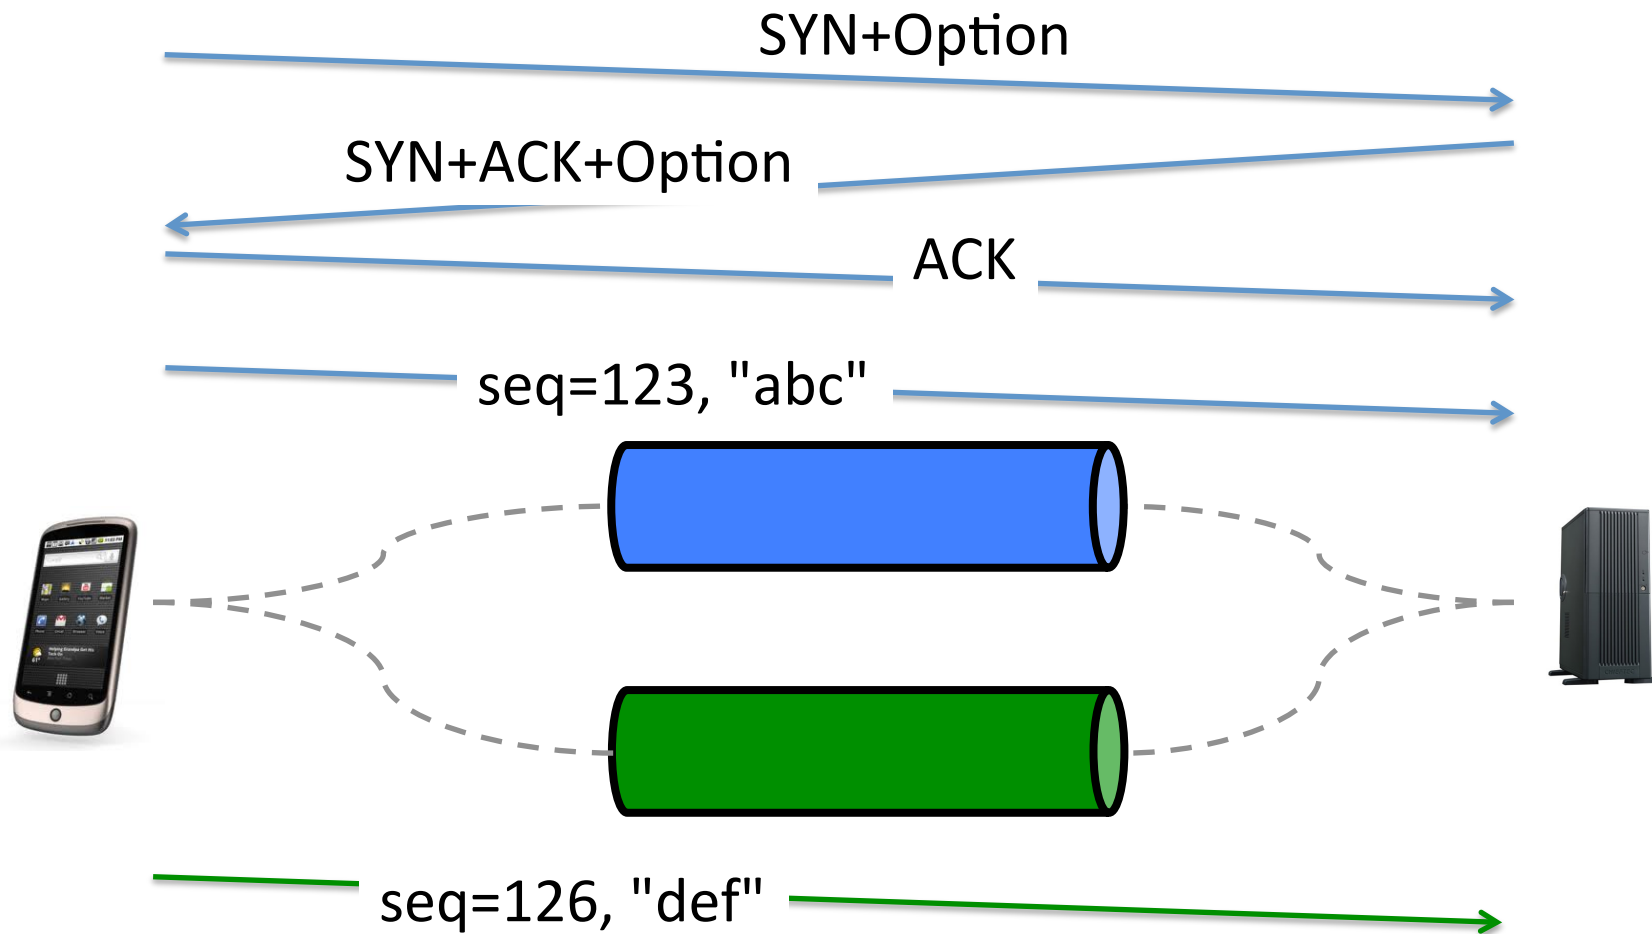 SYN+Option
SYN+ACK+Option
ACK
seq=123, "abc"
seq=126, "def"